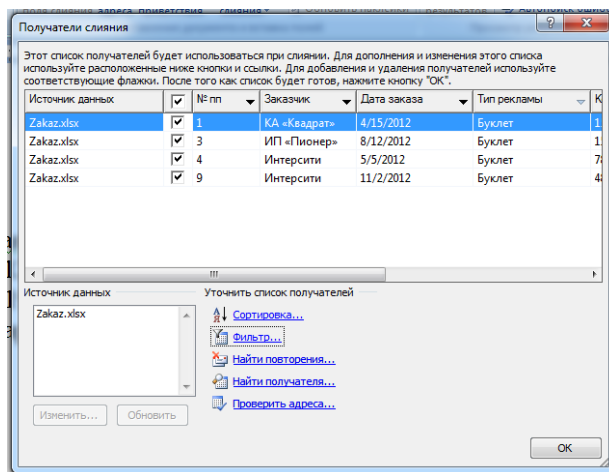 Получатели слияния
Этот список получателей будет использоваться при слиянии. Для дополнения и изменения этого списка
используйте расположенные ниже кнопки и ссылки. Для добавления и удаления получателей используйте
соответствующие флажки. После того как список будет готов, нажмите кнопку "ОК".
Источник данных № пп Заказчик Дата заказа Тип рекламы К
Zakaz.xlsx 1 КА «Квадрат» 4/15/2012 Буклет 1
Zakaz.xlsx 3 ИП «Пионер» 8/12/2012 Буклет 1
Zakaz.xlsx 4 Интерсити 5/5/2012 Буклет 7
Zakaz.xlsx 9 Интерсити 11/2/2012 Буклет 4
Источник данных Уточнить список получателей
Zakaz.xlsx
Сортировка...
Фильтр...
Найти повторения...
Найти получателя...
Проверить адреса...
Изменить... Обновить
ОК